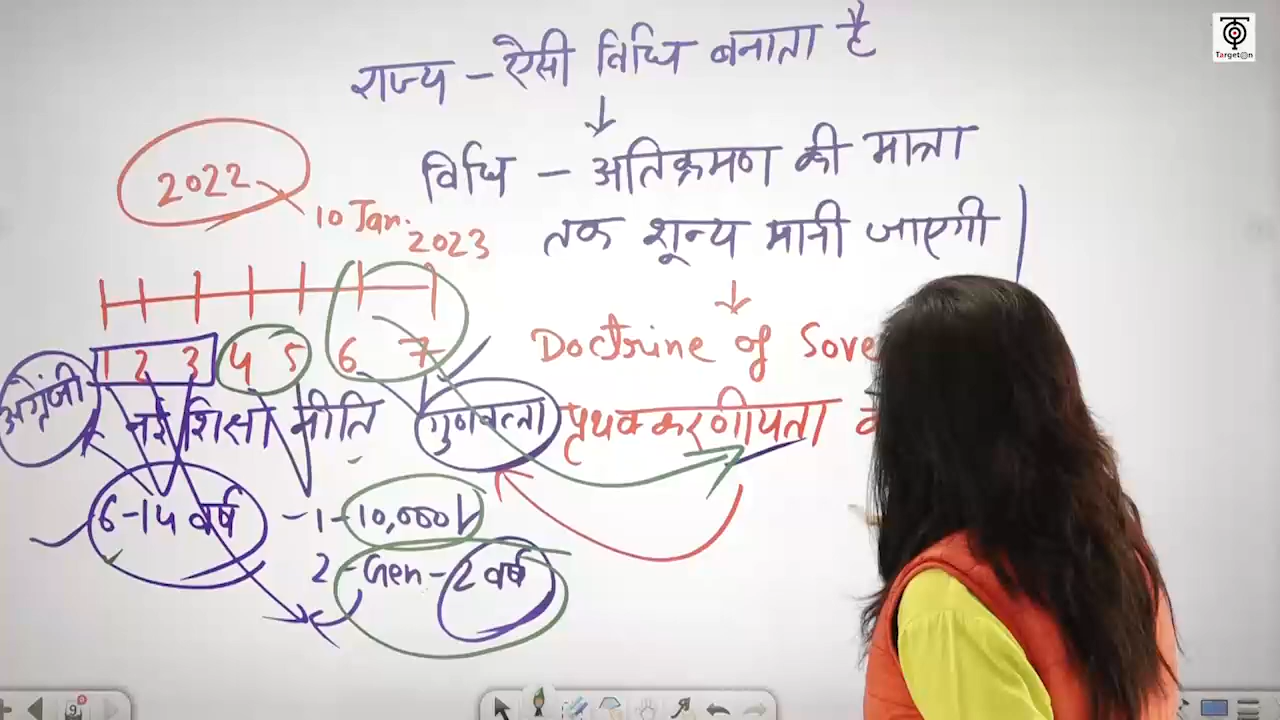 Target@n
राज्य - ऐसी विधि बनाता है
↓
विधि - अतिक्रमण की मात्रा
तक शून्य मानी जाएगी |
2022
10 Jan. 2023
↓
Doctrine of Sove
1 2 3 4 5 6 7
अंग्रेजी नई शिक्षा नीति गुणवत्ता पृथक्करणीयता
6-14 वर्ष - 1 - 10,000
2 - Gen - 2 वर्ष